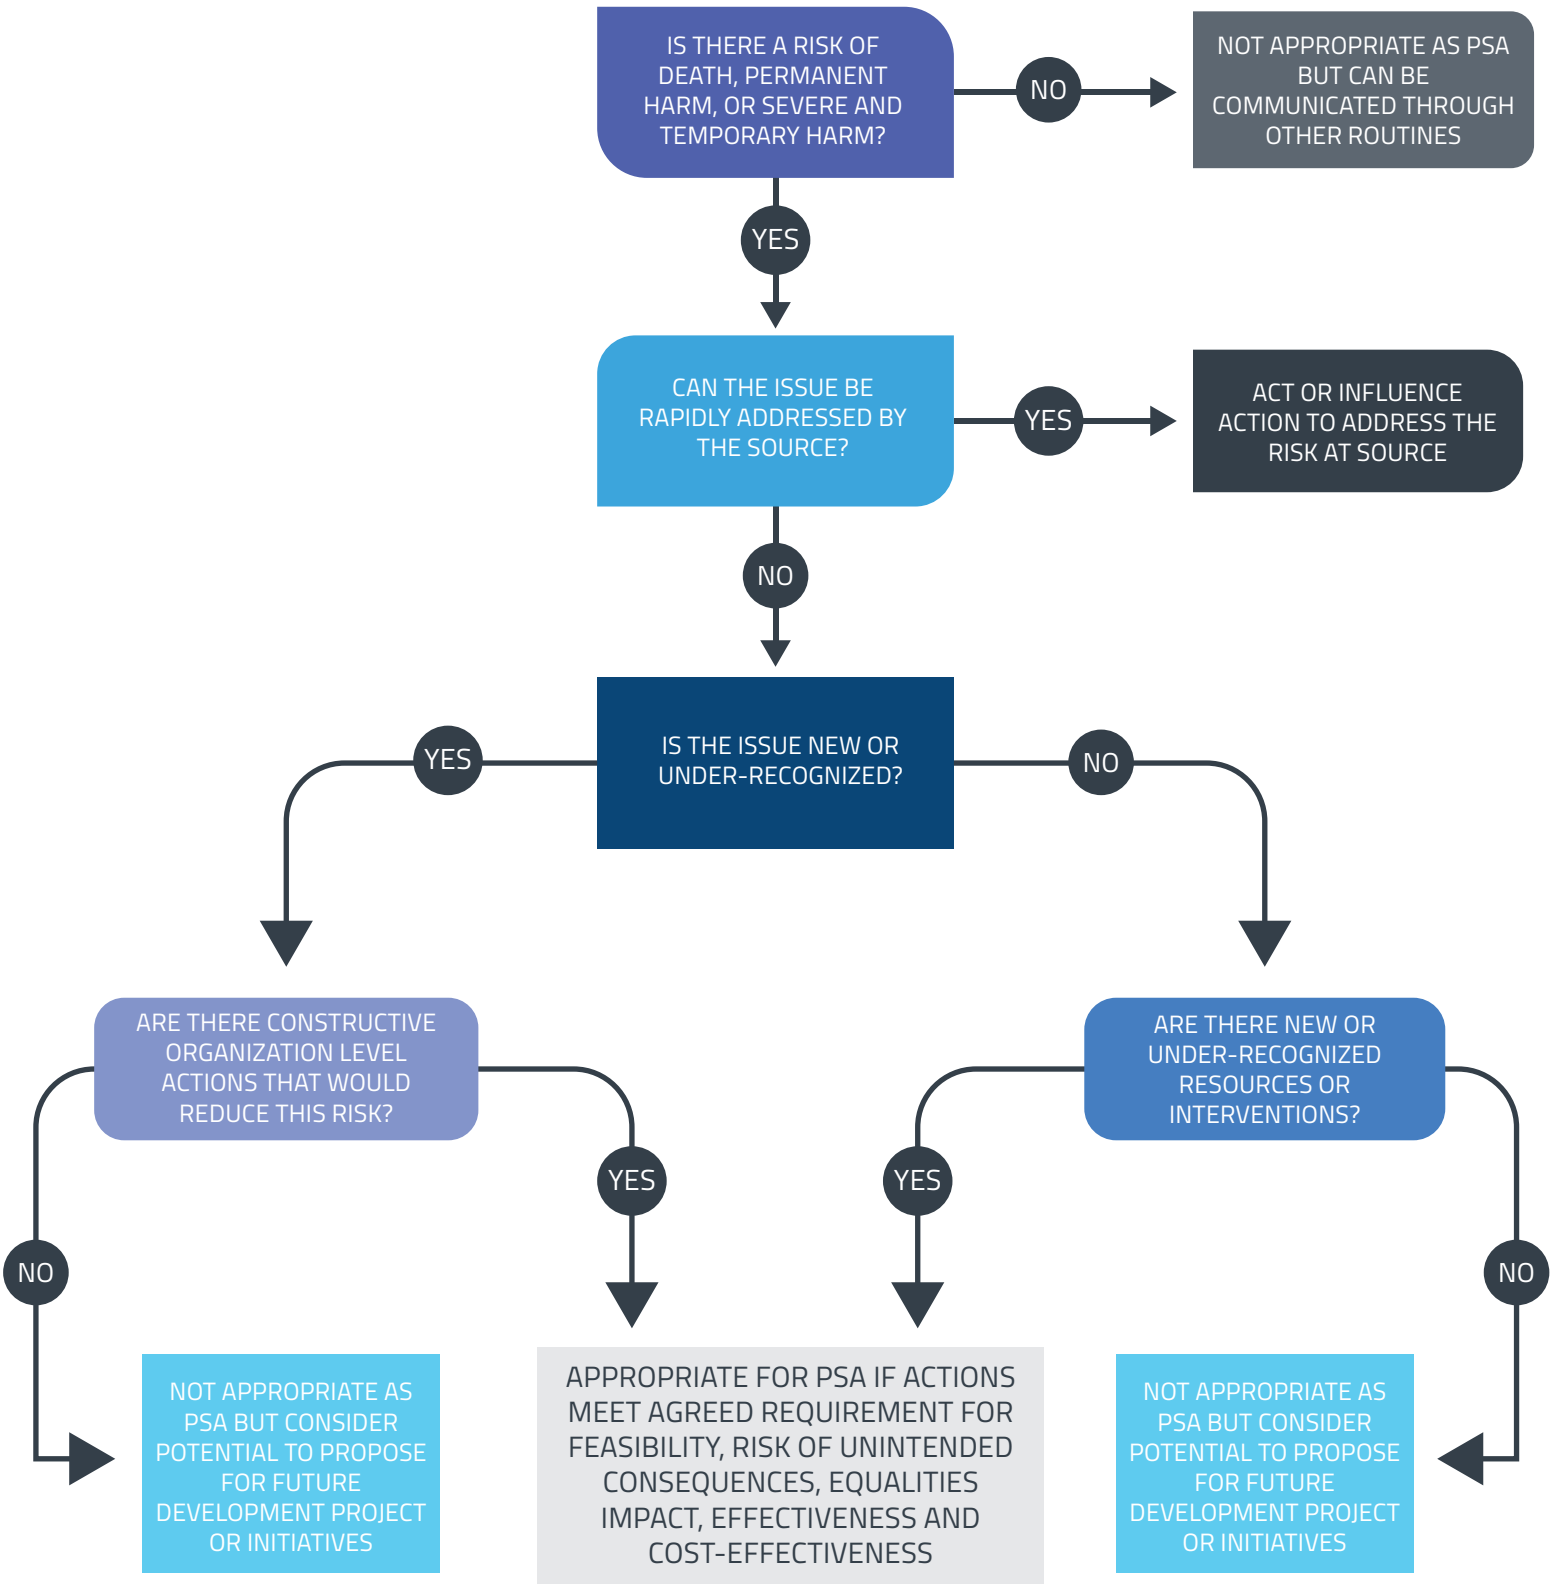 IS THERE A RISK OF
DEATH, PERMANENT
HARM, OR SEVERE AND
TEMPORARY HARM?
NO
NOT APPROPRIATE AS PSA
BUT CAN BE
COMMUNICATED THROUGH
OTHER ROUTINES
YES
CAN THE ISSUE BE
RAPIDLY ADDRESSED BY
THE SOURCE?
YES
ACT OR INFLUENCE
ACTION TO ADDRESS THE
RISK AT SOURCE
NO
IS THE ISSUE NEW OR
UNDER-RECOGNIZED?
YES
NO
ARE THERE CONSTRUCTIVE
ORGANIZATION LEVEL
ACTIONS THAT WOULD
REDUCE THIS RISK?
ARE THERE NEW OR
UNDER-RECOGNIZED
RESOURCES OR
INTERVENTIONS?
YES
YES
NO
NO
NOT APPROPRIATE AS
PSA BUT CONSIDER
POTENTIAL TO PROPOSE
FOR FUTURE
DEVELOPMENT PROJECT
OR INITIATIVES
APPROPRIATE FOR PSA IF ACTIONS
MEET AGREED REQUIREMENT FOR
FEASIBILITY, RISK OF UNINTENDED
CONSEQUENCES, EQUALITIES
IMPACT, EFFECTIVENESS AND
COST-EFFECTIVENESS
NOT APPROPRIATE AS
PSA BUT CONSIDER
POTENTIAL TO PROPOSE
FOR FUTURE
DEVELOPMENT PROJECT
OR INITIATIVES